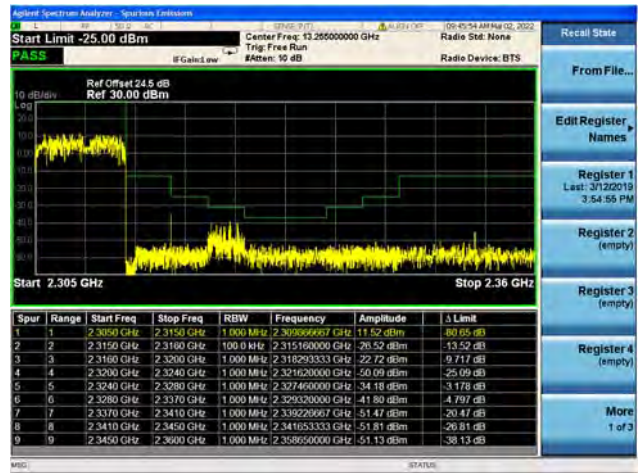 Agilent Spectrum Analyzer - Spurious Emissions
L RF 50 Ω AC SENSE:INT ALIGN OFF 09:45:54 AM Mar 02, 2022
Start Limit -25.00 dBm Center Freq: 13.255000000 GHz Radio Std: None
Trig: Free Run
PASS IFGain:Low #Atten: 10 dB Radio Device: BTS
Ref Offset 24.5 dB
10 dB/div Ref 30.00 dBm
Log
20.0
10.0
0.00
Start 2.305 GHz Stop 2.36 GHz
Spur Range Start Freq Stop Freq RBW Frequency Amplitude Δ Limit
1 1 2.3050 GHz 2.3150 GHz 1.000 MHz 2.309866667 GHz 11.52 dBm -80.65 dB
2 2 2.3150 GHz 2.3160 GHz 100.0 kHz 2.315160000 GHz -26.52 dBm -13.52 dB
3 3 2.3160 GHz 2.3200 GHz 1.000 MHz 2.318293333 GHz -22.72 dBm -9.717 dB
4 4 2.3200 GHz 2.3240 GHz 1.000 MHz 2.321620000 GHz -50.09 dBm -25.09 dB
5 5 2.3240 GHz 2.3280 GHz 1.000 MHz 2.327460000 GHz -34.18 dBm -3.178 dB
6 6 2.3280 GHz 2.3370 GHz 1.000 MHz 2.329320000 GHz -41.80 dBm -4.797 dB
7 7 2.3370 GHz 2.3410 GHz 1.000 MHz 2.339226667 GHz -51.47 dBm -20.47 dB
8 8 2.3410 GHz 2.3450 GHz 1.000 MHz 2.341653333 GHz -51.81 dBm -26.81 dB
9 9 2.3450 GHz 2.3600 GHz 1.000 MHz 2.358650000 GHz -51.13 dBm -38.13 dB
MSG STATUS
Recall State
From File...
Edit Register
Names
Register 1
Last: 3/12/2019
3:54:55 PM
Register 2
(empty)
Register 3
(empty)
Register 4
(empty)
More
1 of 3